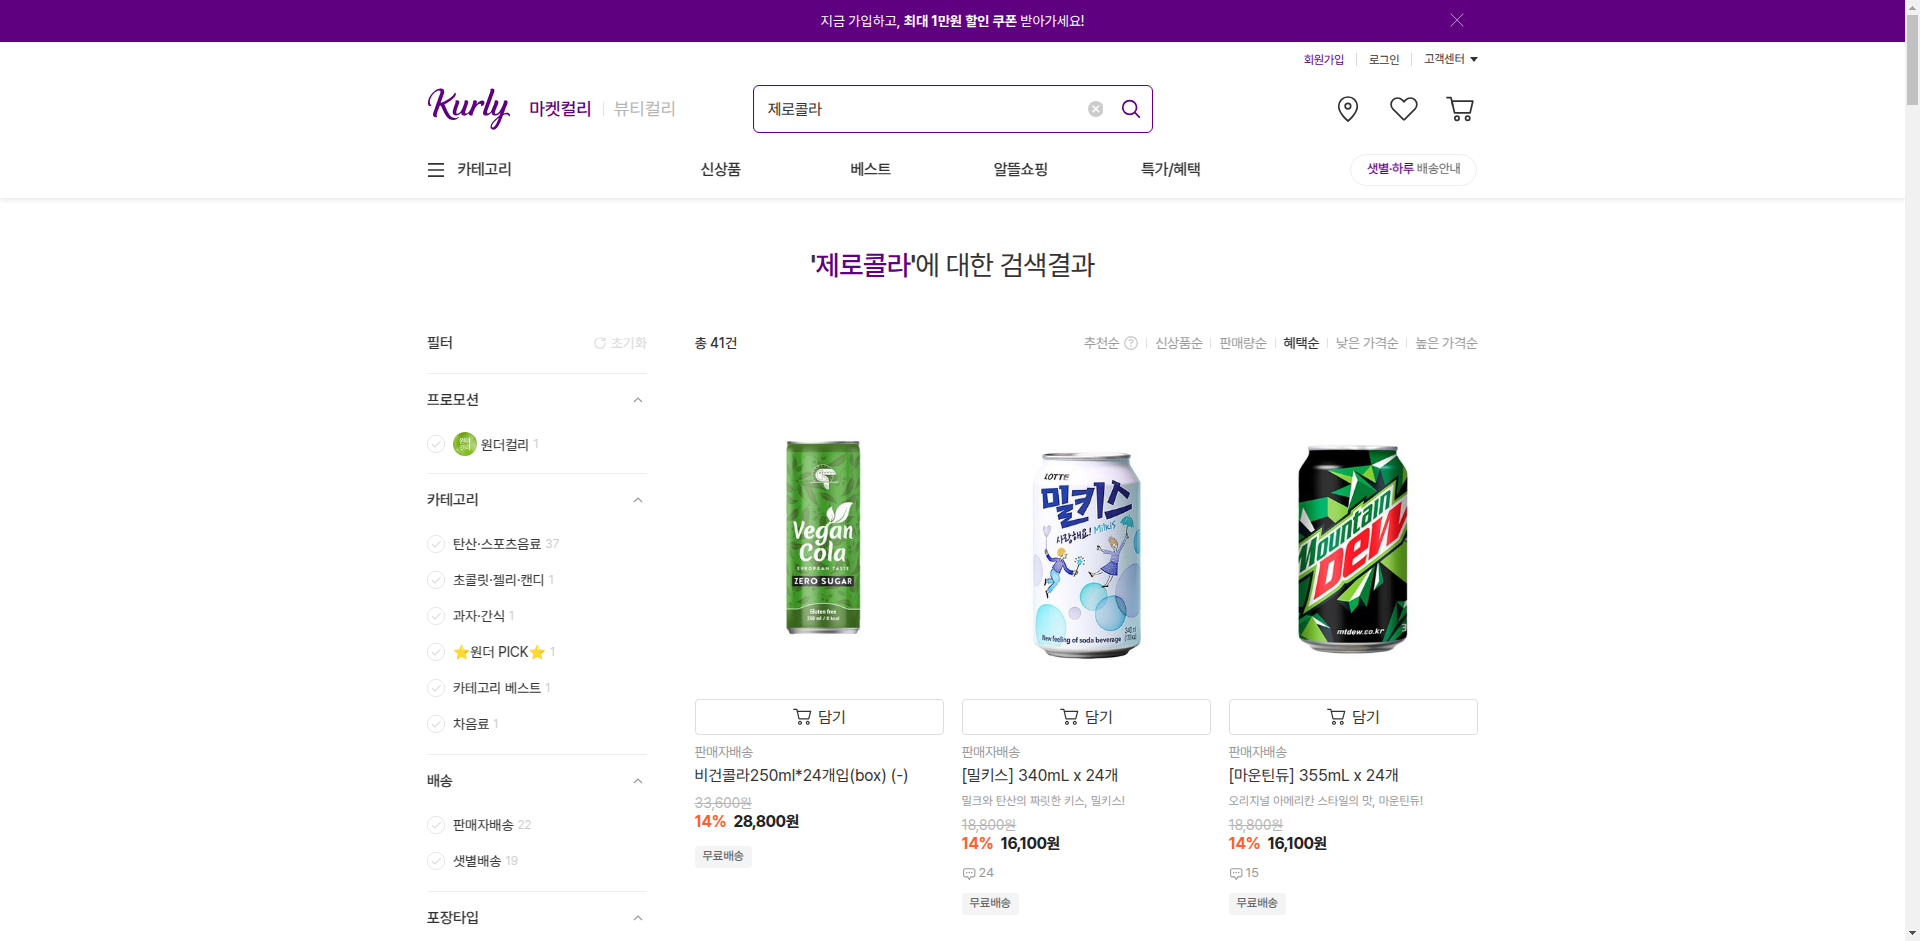 지금 가입하고, 최대 1만원 할인 쿠폰 받아가세요!
회원가입 로그인 고객센터
Kurly 마켓컬리 뷰티컬리 제로콜라
카테고리 신상품 베스트 알뜰쇼핑 특가/혜택 샛별·하루 배송안내
'제로콜라'에 대한 검색결과
필터 초기화
총 41건 추천순 신상품순 판매량순 혜택순 낮은 가격순 높은 가격순
프로모션
원더컬리 1
카테고리
탄산·스포츠음료 37
초콜릿·젤리·캔디 1
과자·간식 1
⭐원더 PICK⭐ 1
카테고리 베스트 1
차음료 1
배송
판매자배송 22
샛별배송 19
포장타입
Vegan
Cola
EUROPEAN TASTE
ZERO SUGAR
Gluten free
담기
판매자배송
비건콜라250ml*24개입(box) (-)
33,600원
14% 28,800원
무료배송
LOTTE
밀키스
사랑해요! Milkis
New feeling of soda beverage
담기
판매자배송
[밀키스] 340mL x 24개
밀크와 탄산의 짜릿한 키스, 밀키스!
18,800원
14% 16,100원
24
무료배송
Mountain
DEW
mtdew.co.kr
담기
판매자배송
[마운틴듀] 355mL x 24개
오리지널 아메리칸 스타일의 맛, 마운틴듀!
18,800원
14% 16,100원
15
무료배송